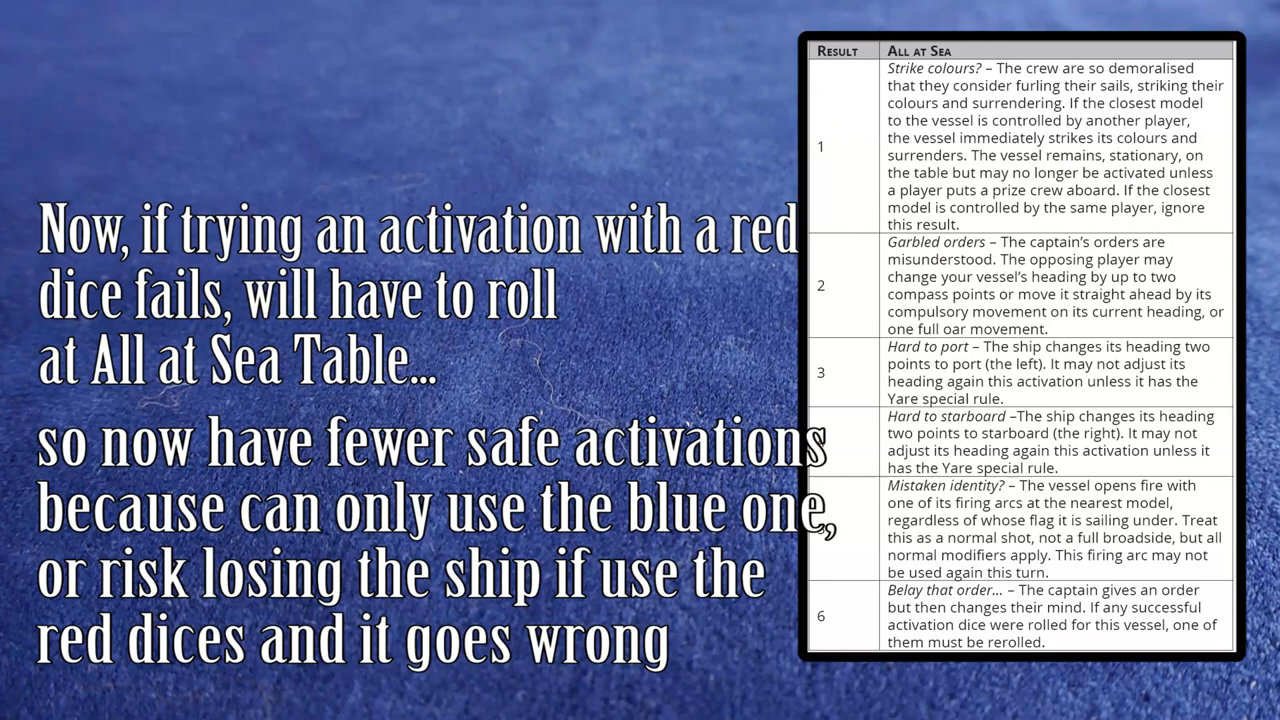 Now, if trying an activation with a red
dice fails, will have to roll
at All at Sea Table...
so now have fewer safe activations
because can only use the blue one,
or risk losing the ship if use the
red dices and it goes wrong
Result All at Sea
1
Strike colours? – The crew are so demoralised
that they consider furling their sails, striking their
colours and surrendering. If the closest model
to the vessel is controlled by another player,
the vessel immediately strikes its colours and
surrenders. The vessel remains, stationary, on
the table but may no longer be activated unless
a player puts a prize crew aboard. If the closest
model is controlled by the same player, ignore
this result.
2
Garbled orders – The captain's orders are
misunderstood. The opposing player may
change your vessel's heading by up to two
compass points or move it straight ahead by its
compulsory movement on its current heading, or
one full oar movement.
3
Hard to port – The ship changes its heading two
points to port (the left). It may not adjust its
heading again this activation unless it has the
Yare special rule.
Hard to starboard –The ship changes its heading
two points to starboard (the right). It may not
adjust its heading again this activation unless it
has the Yare special rule.
Mistaken identity? – The vessel opens fire with
one of its firing arcs at the nearest model,
regardless of whose flag it is sailing under. Treat
this as a normal shot, not a full broadside, but all
normal modifiers apply. This firing arc may not
be used again this turn.
6
Belay that order... – The captain gives an order
but then changes their mind. If any successful
activation dice were rolled for this vessel, one of
them must be rerolled.